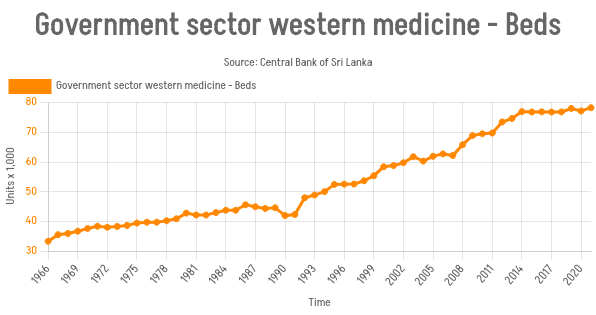 Government sector western medicine - Beds
Source: Central Bank of Sri Lanka
Government sector western medicine - Beds
Units x 1,000
80
70
60
50
40
30
1966 1969 1972 1975 1978 1981 1984 1987 1990 1993 1996 1999 2002 2005 2008 2011 2014 2017 2020
Time